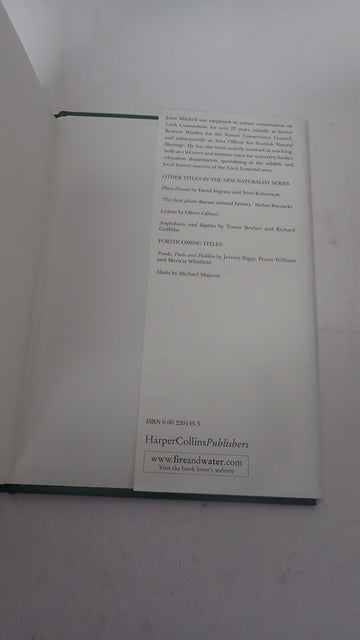 John Mitchell was employed in nature conservation on
Loch Lomondside for over 27 years, initially as Senior
Reserve Warden for the Nature Conservancy Council,
and subsequently as Area Officer for Scottish Natural
Heritage. He has also been actively involved in teaching,
both as a lecturer and summer tutor for university further
education departments, specialising in the wildlife and
local history interest of the Loch Lomond area.
OTHER TITLES IN THE NEW NATURALIST SERIES
Plant Disease by David Ingram and Noel Robertson
'The first plant disease natural history.' Stefan Buczacki
Lichens by Oliver Gilbert
Amphibians and Reptiles by Trevor Beebee and Richard
Griffiths
FORTHCOMING TITLES:
Ponds, Pools and Puddles by Jeremy Biggs, Penny Williams
and Mericia Whitfield
Moths by Michael Majerus
ISBN 0 00 220145 3
HarperCollinsPublishers
www.fireandwater.com
Visit the book lover's website